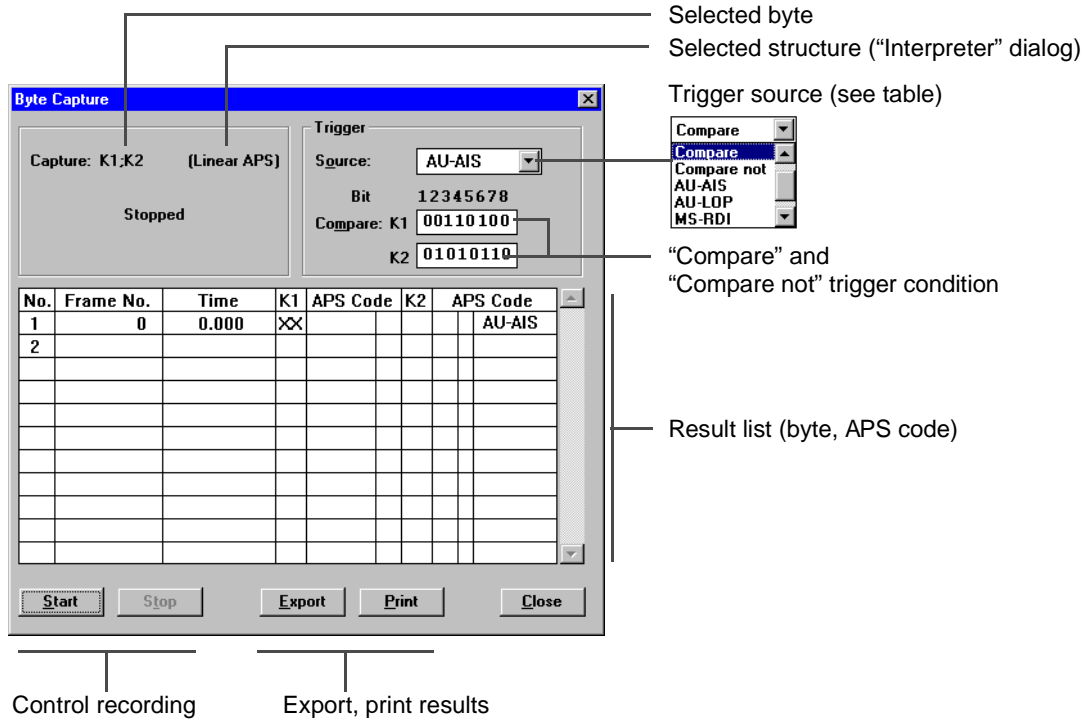 Selected byte
Selected structure (“Interpreter” dialog)
Byte Capture
Trigger source (see table)
Capture: K1;K2 (Linear APS)
Stopped
Trigger
Source: AU-AIS
Bit 12345678
Compare: K1 00110100
K2 01010110
Compare
Compare
Compare not
AU-AIS
AU-LOP
MS-RDI
“Compare” and
“Compare not” trigger condition
No. Frame No. Time K1 APS Code K2 APS Code
1 0 0.000 XX AU-AIS
2
Result list (byte, APS code)
Start Stop Export Print Close
Control recording
Export, print results